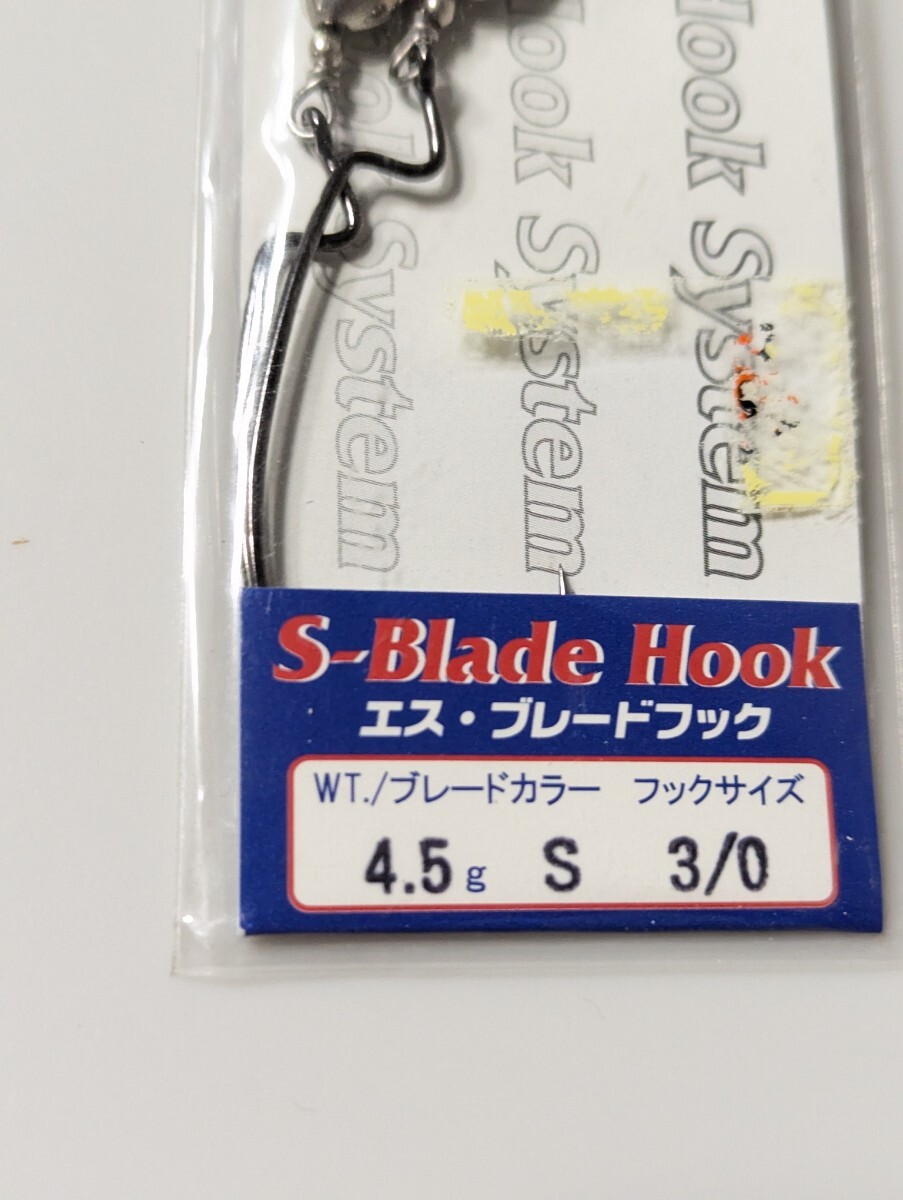 Hook System
Hook System
System
S-Blade Hook
エス・ブレードフック
WT./ブレードカラー フックサイズ
4.5g S 3/0